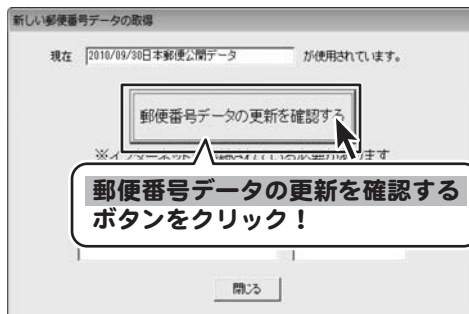 新しい郵便番号データの取得
現在 2010/09/30日本郵便公開データ が使用されています。
郵便番号データの更新を確認する
郵便番号データの更新を確認する
ボタンをクリック!
閉じる